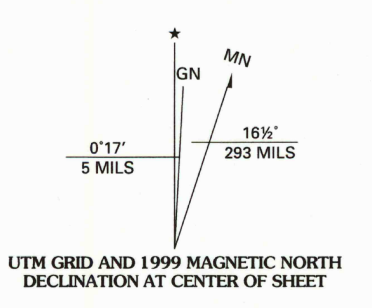 ★
GN
MN
0°17′
5 MILS
16½°
293 MILS
UTM GRID AND 1999 MAGNETIC NORTH
DECLINATION AT CENTER OF SHEET